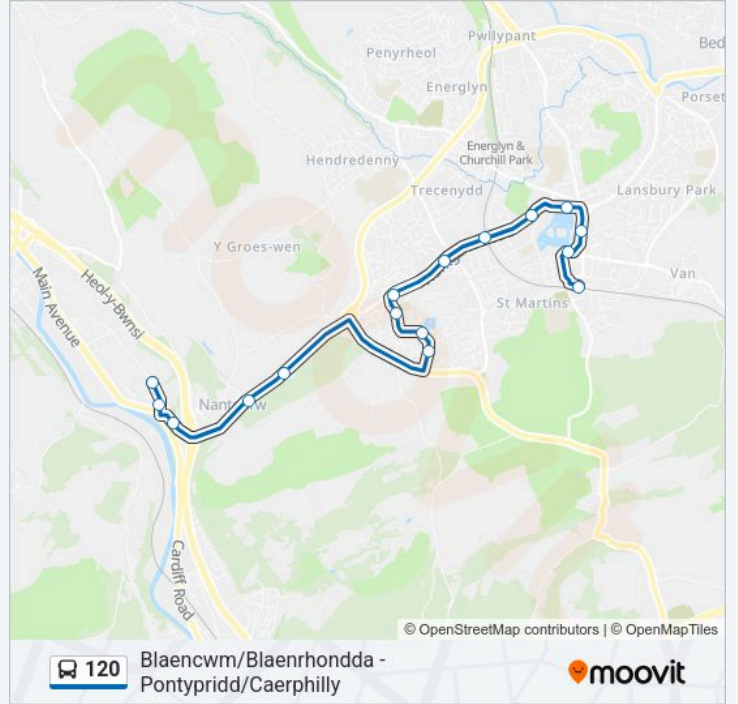 Pwllypant
Bed
Penyrheol
Energlyn
Porset
Energlyn &
Churchill Park
Hendredenny
Trecenydd
Lansbury Park
Y Groes-wen
Van
St Martins
Main Avenue
Heol-y-Bwnsi
Cardiff Road
© OpenStreetMap contributors | © OpenMapTiles
120
Blaencwm/Blaenrhondda -
Pontypridd/Caerphilly
moovit